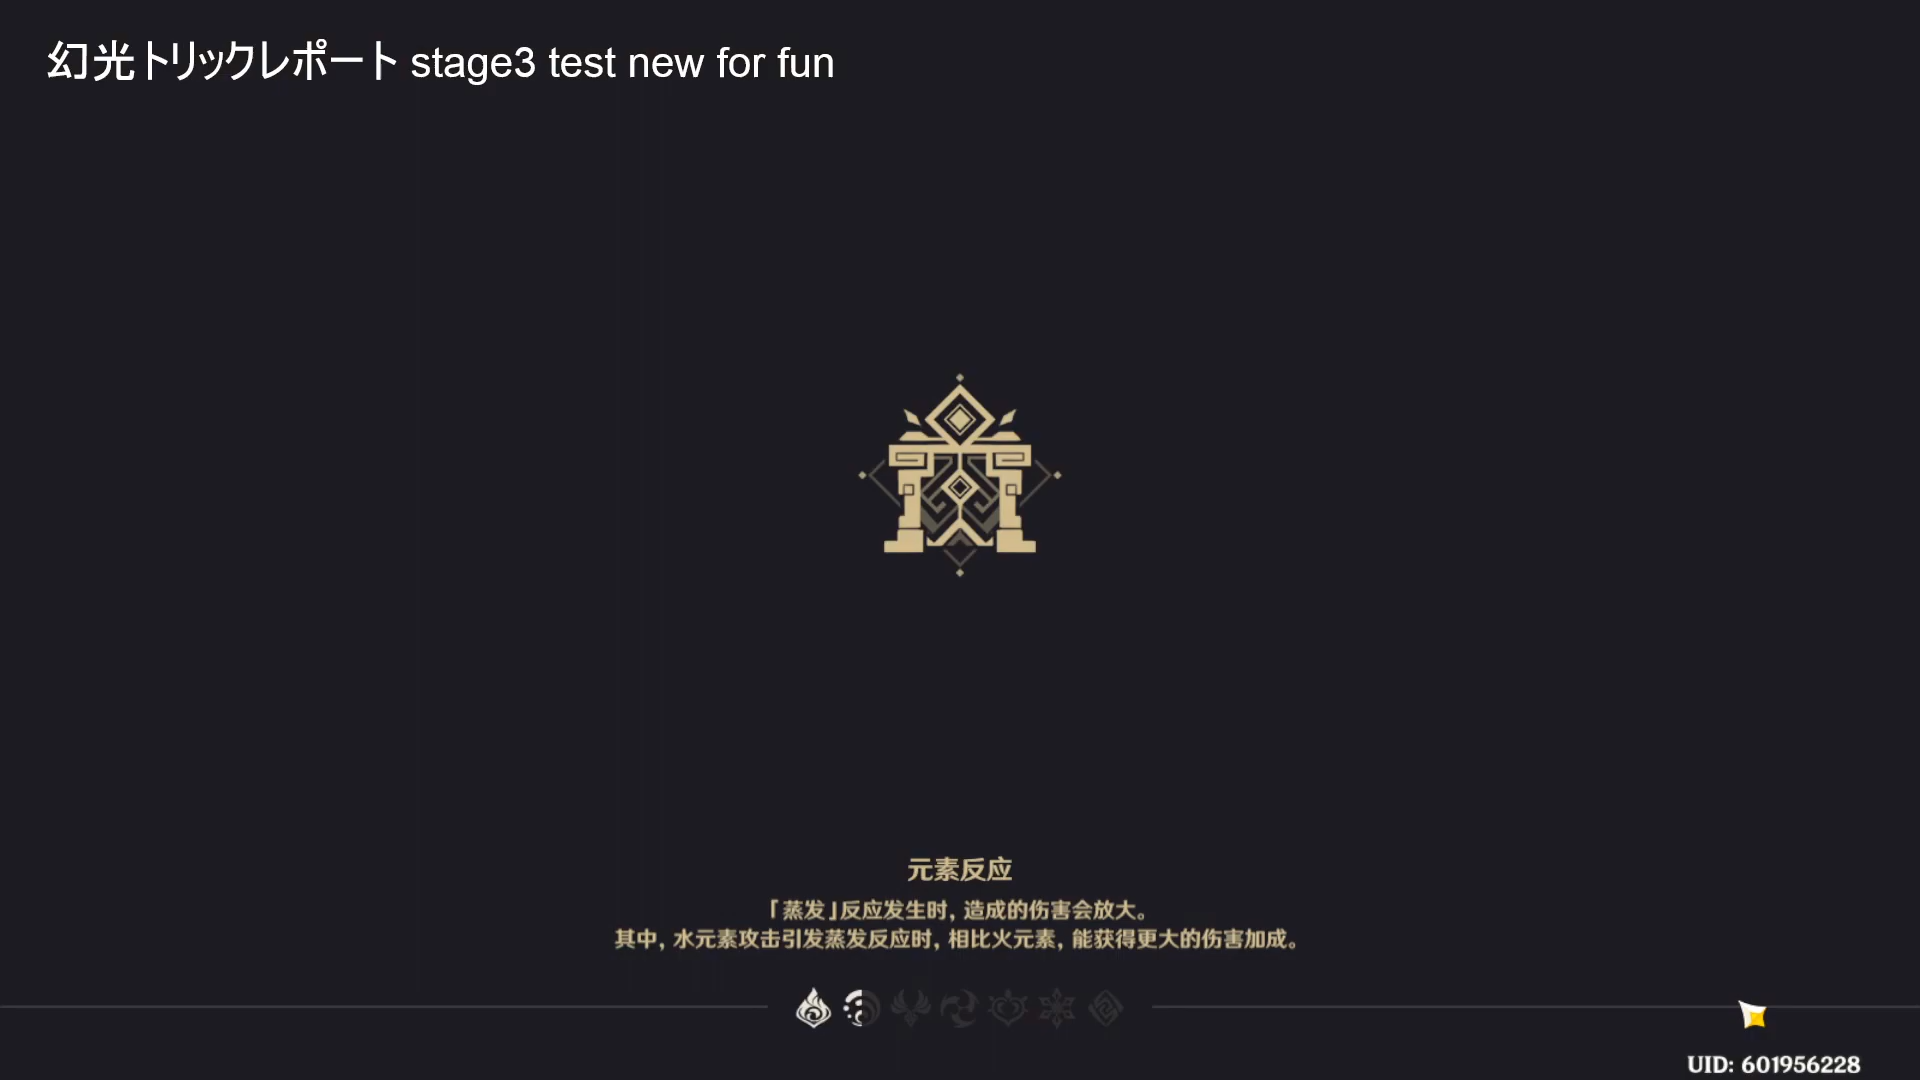 幻光トリックレポート stage3 test new for fun
元素反应
「蒸发」反应发生时，造成的伤害会放大。
其中，水元素攻击引发蒸发反应时，相比火元素，能获得更大的伤害加成。
UID: 601956228